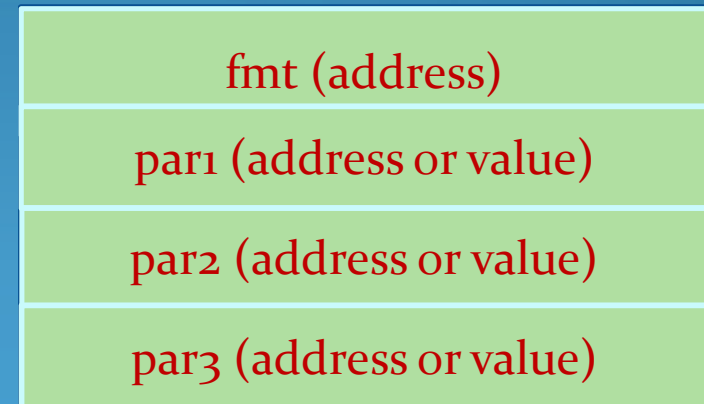 fmt (address)
par1 (address or value)
par2 (address or value)
par3 (address or value)